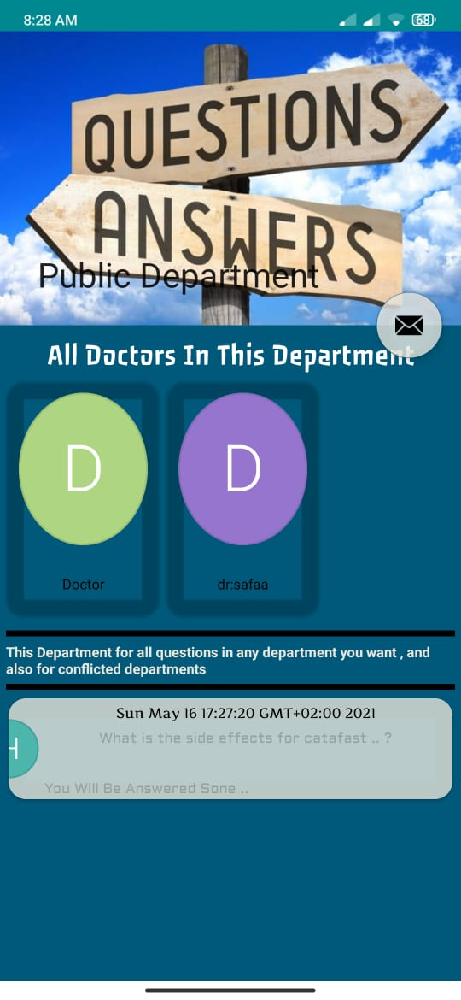 8:28 AM
68
QUESTIONS
ANSWERS
Public Department
All Doctors In This Department
D
D
Doctor
dr:safaa
This Department for all questions in any department you want , and
also for conflicted departments
Sun May 16 17:27:20 GMT+02:00 2021
What is the side effects for catafast .. ?
H
You Will Be Answered Sone ..